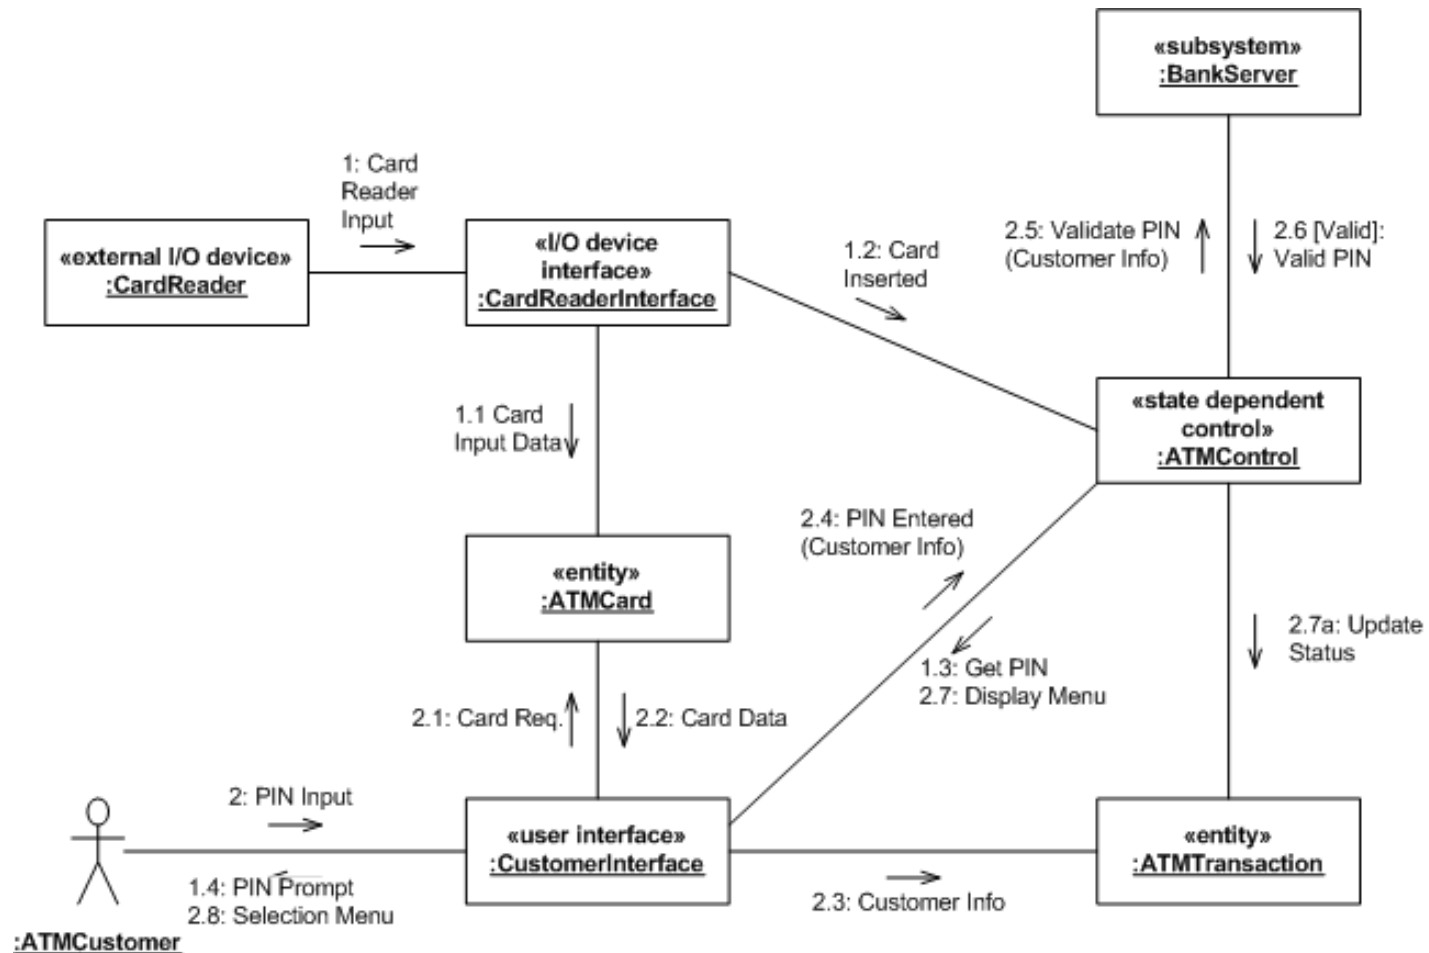 «subsystem»
:BankServer
1: Card
Reader
Input
«external I/O device»
:CardReader
«I/O device
interface»
:CardReaderInterface
1.2: Card
Inserted
2.5: Validate PIN
(Customer Info)
2.6 [Valid]:
Valid PIN
1.1 Card
Input Data
«state dependent
control»
:ATMControl
2.4: PIN Entered
(Customer Info)
«entity»
:ATMCard
1.3: Get PIN
2.7: Display Menu
2.7a: Update
Status
2.1: Card Req.
2.2: Card Data
2: PIN Input
«user interface»
:CustomerInterface
«entity»
:ATMTransaction
1.4: PIN Prompt
2.8: Selection Menu
2.3: Customer Info
:ATMCustomer